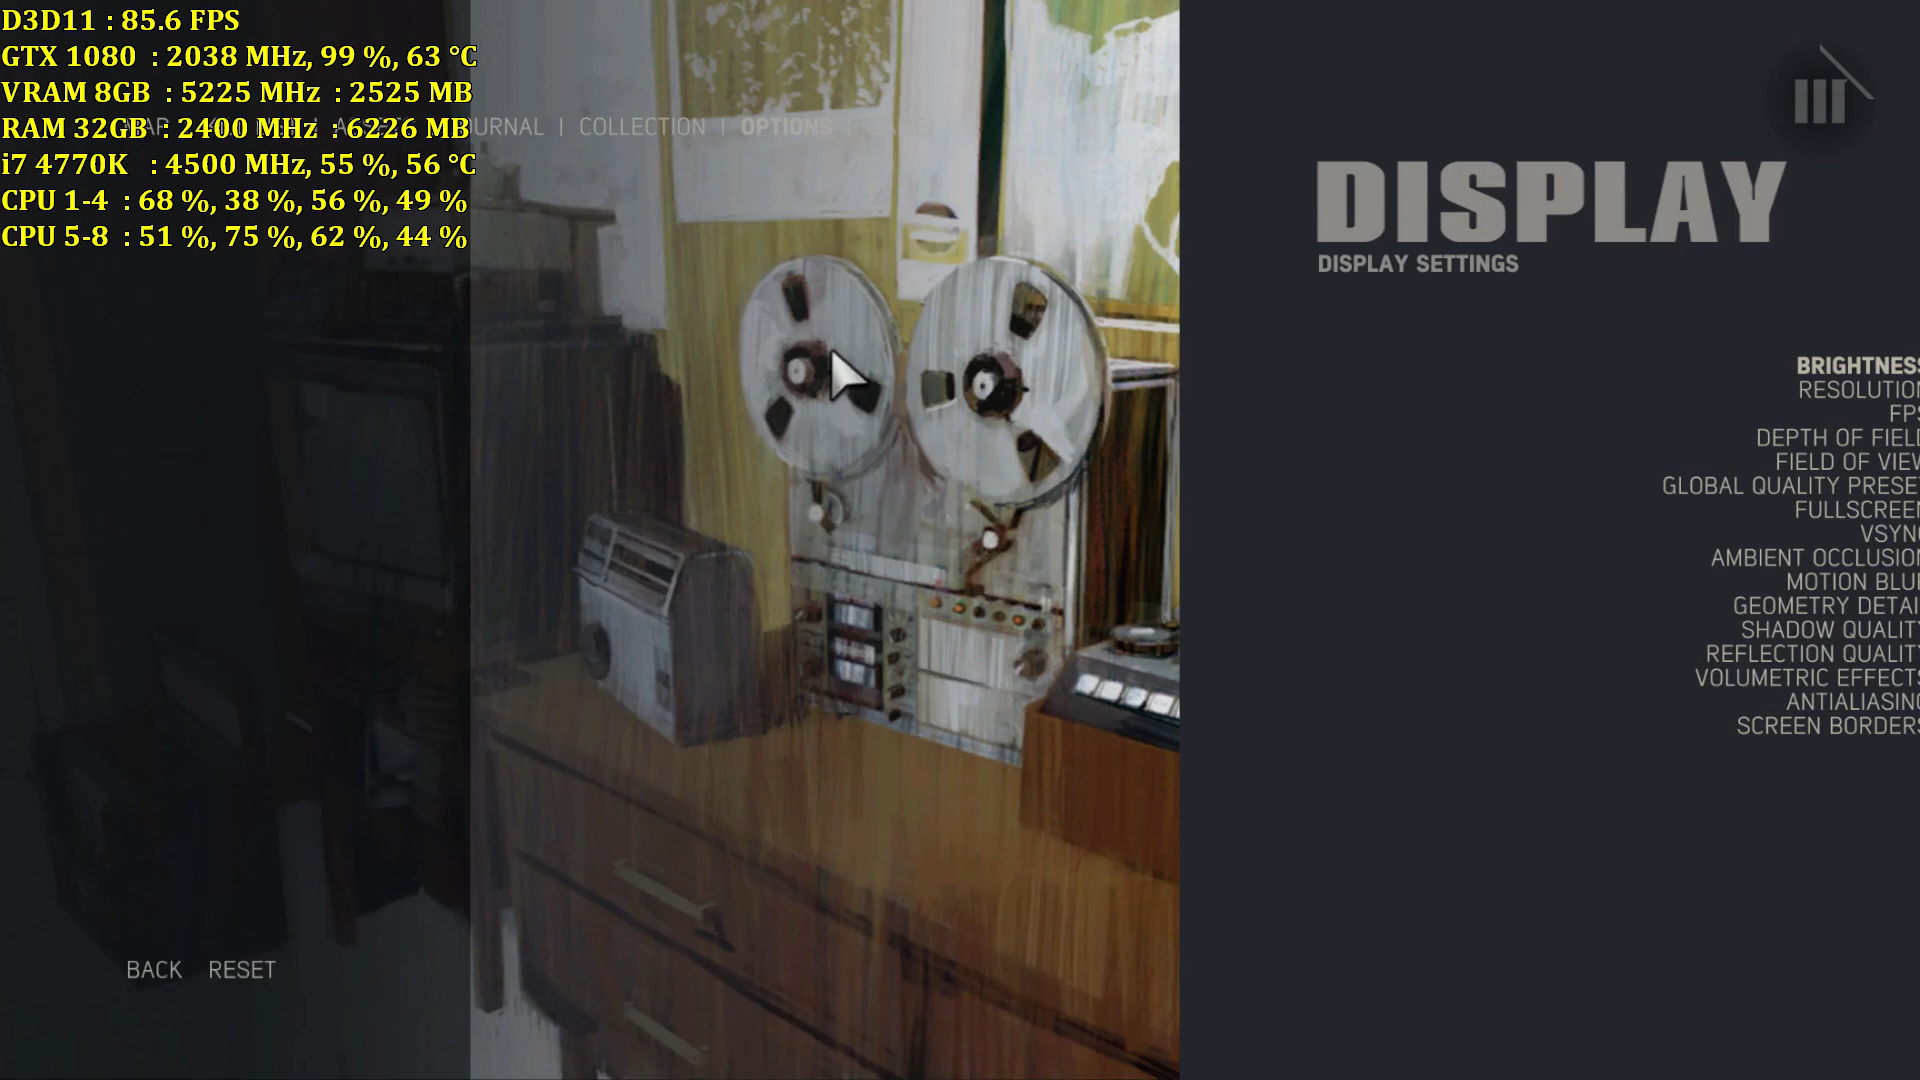 D3D11 : 85.6 FPS
GTX 1080 : 2038 MHz, 99 %, 63 °C
VRAM 8GB : 5225 MHz : 2525 MB
RAM 32GB : 2400 MHz : 6226 MB
i7 4770K : 4500 MHz, 55 %, 56 °C
CPU 1-4 : 68 %, 38 %, 56 %, 49 %
CPU 5-8 : 51 %, 75 %, 62 %, 44 %
URNAL | COLLECTION | OPTIONS |
DISPLAY
DISPLAY SETTINGS
BRIGHTNESS
RESOLUTION
FPS
DEPTH OF FIELD
FIELD OF VIEW
GLOBAL QUALITY PRESET
FULLSCREEN
VSYNC
AMBIENT OCCLUSION
MOTION BLUR
GEOMETRY DETAI
SHADOW QUALITY
REFLECTION QUALITY
VOLUMETRIC EFFECTS
ANTIALIASING
SCREEN BORDERS
BACK RESET